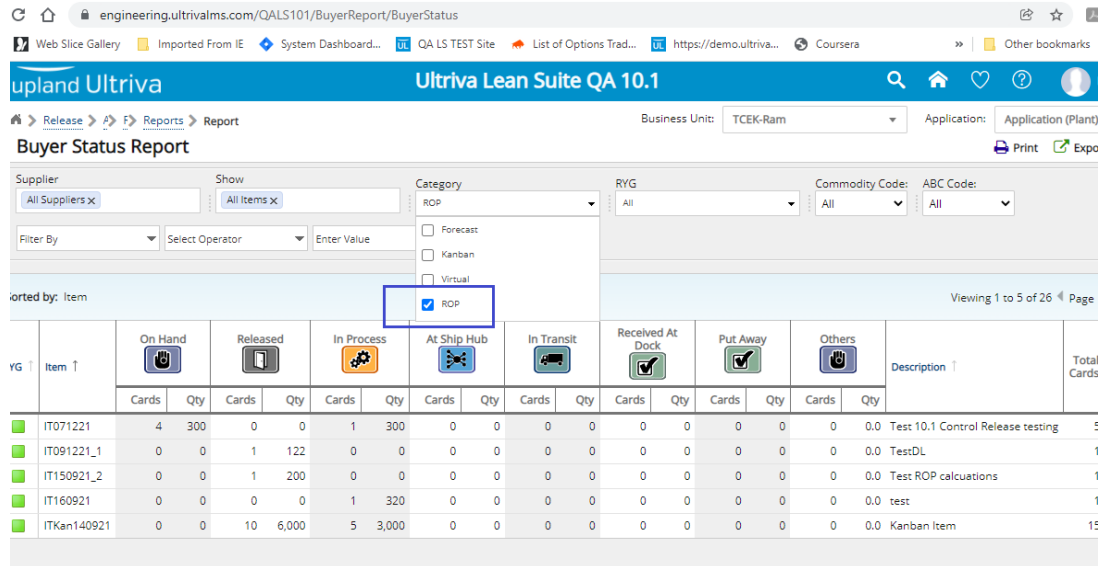 engineering.ultrivalms.com/QALS101/BuyerReport/BuyerStatus
Web Slice Gallery Imported From IE System Dashboard... QA LS TEST Site List of Options Trad... https://demo.ultriva... Coursera » Other bookmarks
upland Ultriva Ultriva Lean Suite QA 10.1
Release Reports Report Business Unit: TCEK-Ram Application: Application (Plant)
Buyer Status Report Print Expo
Supplier Show Category RYG Commodity Code: ABC Code:
All Suppliers x All Items x ROP All All All
Forecast
Filter By Select Operator Enter Value
Kanban
Virtual
Sorted by: Item ROP Viewing 1 to 5 of 26 Page
On Hand Released In Process At Ship Hub In Transit Received At Dock Put Away Others
YG ↑ Item ↑ Description ↑ Total Cards
Cards Qty Cards Qty Cards Qty Cards Qty Cards Qty Cards Qty Cards Qty Cards Qty
IT071221 4 300 0 0 1 300 0 0 0 0 0 0 0 0 0 0.0 Test 10.1 Control Release testing 5
IT091221_1 0 0 1 122 0 0 0 0 0 0 0 0 0 0 0 0.0 TestDL 1
IT150921_2 0 0 1 200 0 0 0 0 0 0 0 0 0 0 0 0.0 Test ROP calcuations 1
IT160921 0 0 0 0 1 320 0 0 0 0 0 0 0 0 0 0.0 test 1
ITKan140921 0 0 10 6,000 5 3,000 0 0 0 0 0 0 0 0 0 0.0 Kanban Item 15